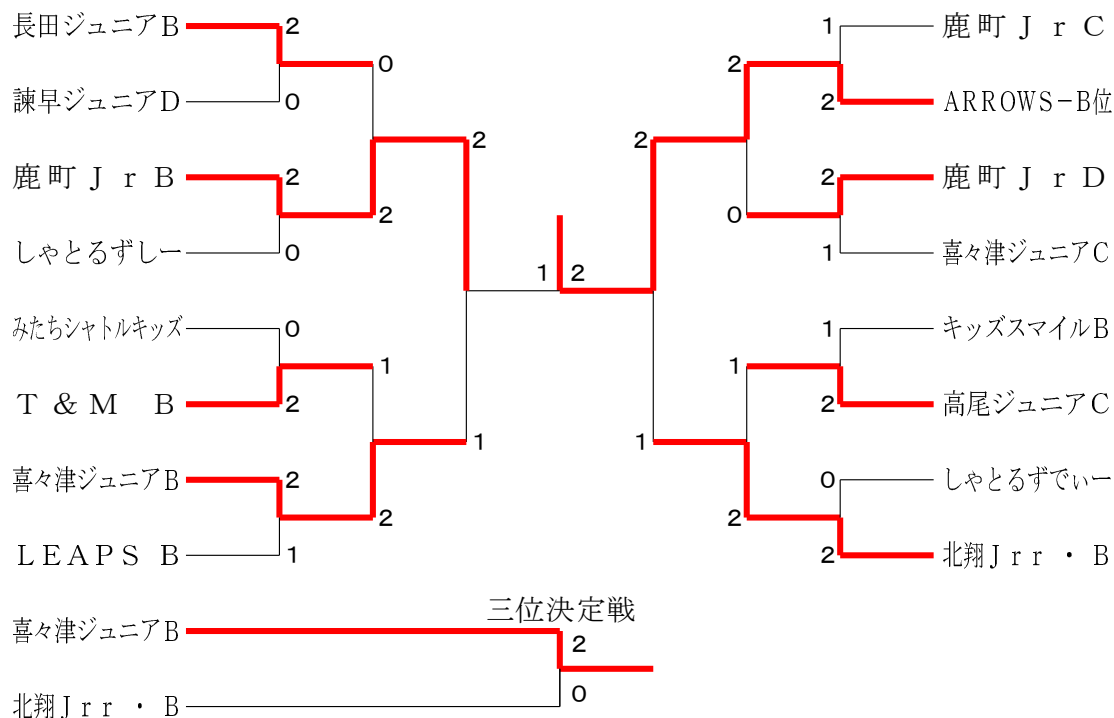 長田ジュニアB
2
0
諫早ジュニアD
0
鹿町JrB
2
2
しゃとるずしー
0
2
みたちシャトルキッズ
0
1
T&M B
2
喜々津ジュニアB
2
2
LEAPS B
1
1
1
2
鹿町JrC
1
2
ARROWS-B位
2
鹿町JrD
2
0
喜々津ジュニアC
1
2
キッズスマイルB
1
1
高尾ジュニアC
2
しゃとるずでぃー
0
2
北翔Jrr・B
2
1
三位決定戦
喜々津ジュニアB
2
北翔Jrr・B
0